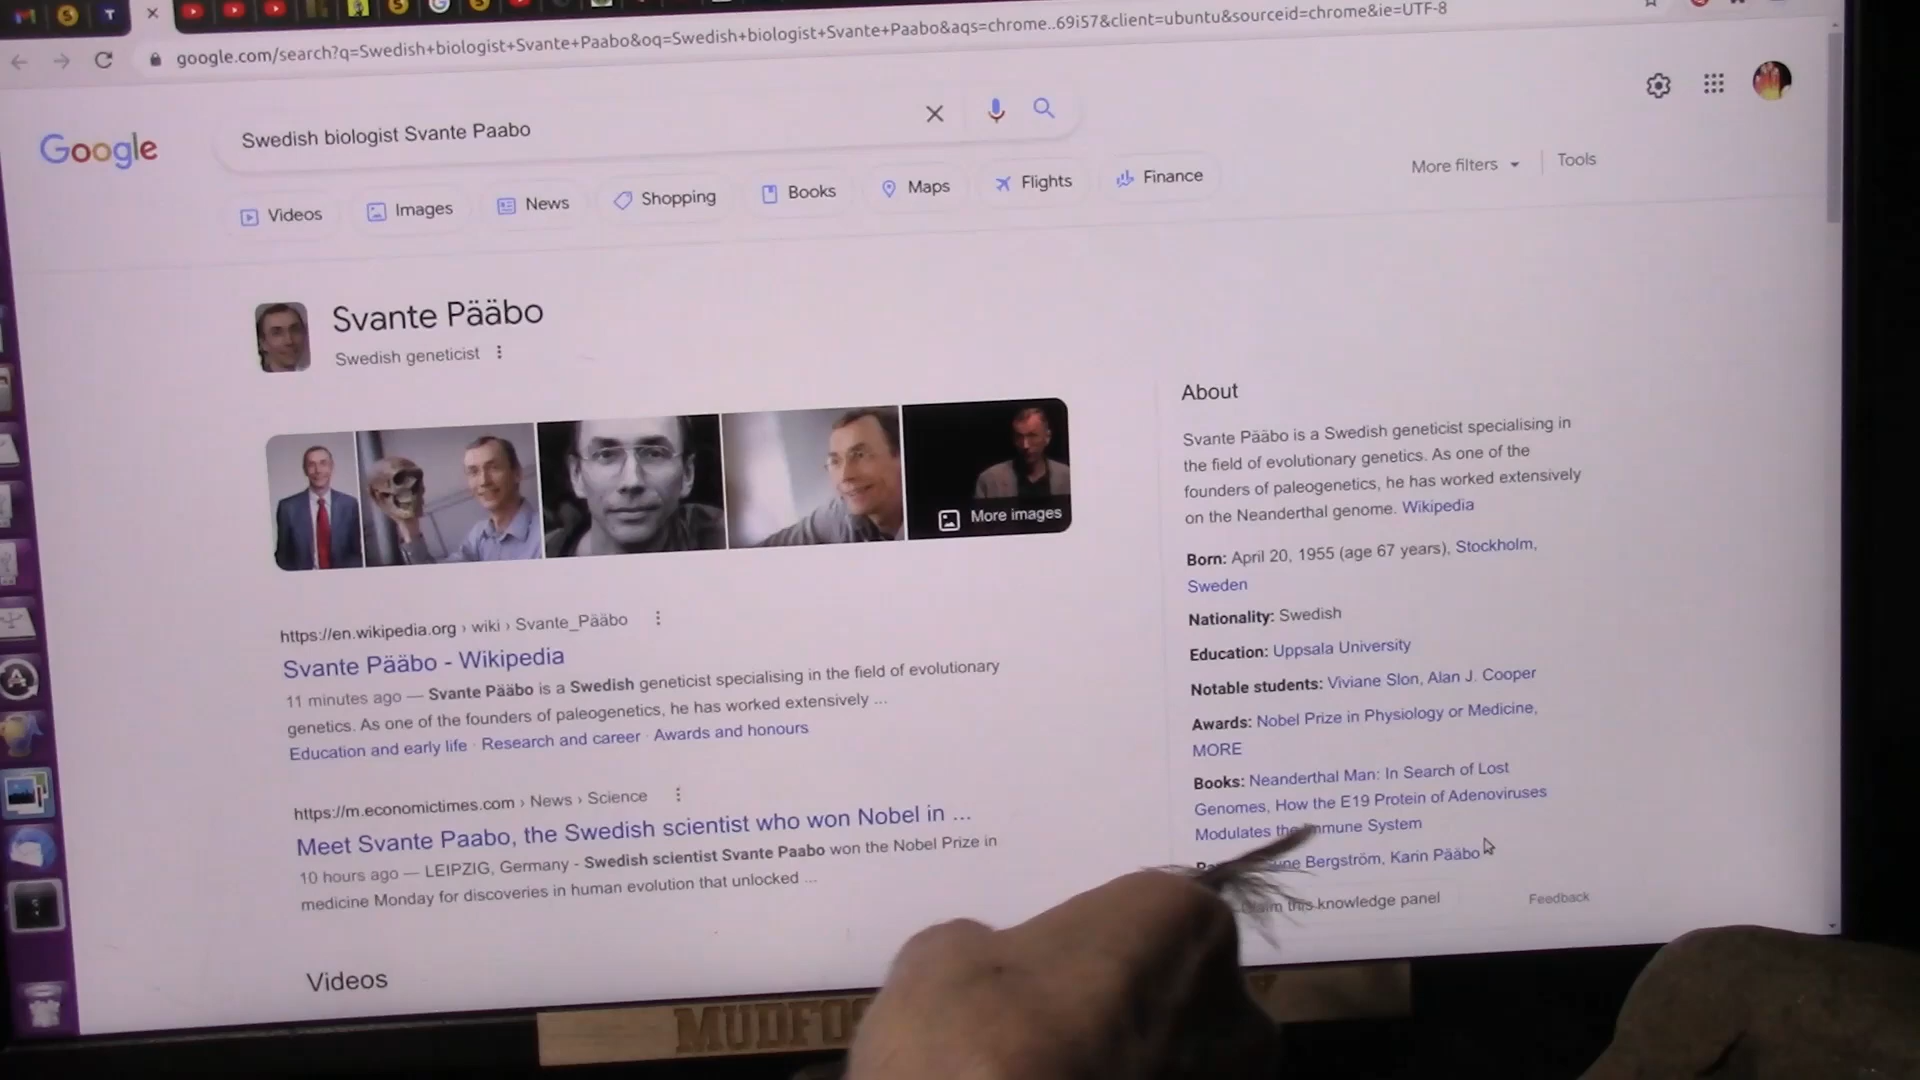 google.com/search?q=Swedish+biologist+Svante+Paabo&oq=Swedish+biologist+Svante+Paabo&aqs=chrome..69i57&client=ubuntu&sourceid=chrome&ie=UTF-8
Google
Swedish biologist Svante Paabo
Videos
Images
News
Shopping
Books
Maps
Flights
Finance
More filters
Tools
Svante Pääbo
Swedish geneticist
More images
https://en.wikipedia.org › wiki › Svante_Pääbo
Svante Pääbo - Wikipedia
11 minutes ago — Svante Pääbo is a Swedish geneticist specialising in the field of evolutionary
genetics. As one of the founders of paleogenetics, he has worked extensively ...
Education and early life · Research and career · Awards and honours
https://m.economictimes.com › News › Science
Meet Svante Paabo, the Swedish scientist who won Nobel in ...
10 hours ago — LEIPZIG, Germany - Swedish scientist Svante Paabo won the Nobel Prize in
medicine Monday for discoveries in human evolution that unlocked ...
Videos
About
Svante Pääbo is a Swedish geneticist specialising in
the field of evolutionary genetics. As one of the
founders of paleogenetics, he has worked extensively
on the Neanderthal genome. Wikipedia
Born: April 20, 1955 (age 67 years), Stockholm,
Sweden
Nationality: Swedish
Education: Uppsala University
Notable students: Viviane Slon, Alan J. Cooper
Awards: Nobel Prize in Physiology or Medicine,
MORE
Books: Neanderthal Man: In Search of Lost
Genomes, How the E19 Protein of Adenoviruses
Modulates the Immune System
Bergström, Karin Pääbo
this knowledge panel
Feedback